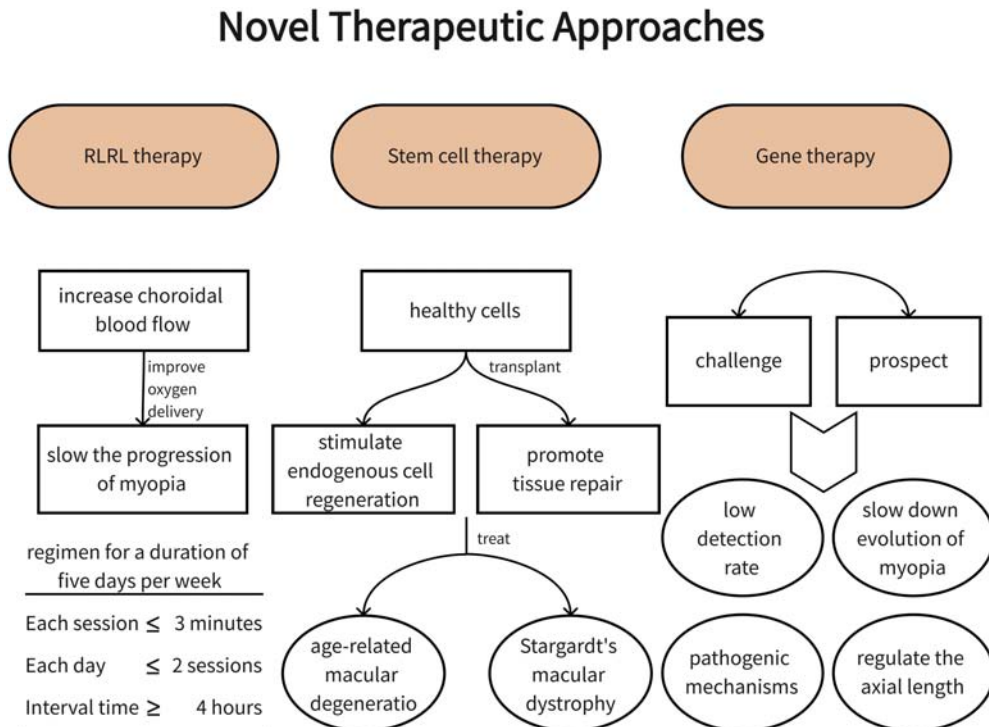 Novel Therapeutic Approaches
RLRL therapy
Stem cell therapy
Gene therapy
increase choroidal
blood flow
improve
oxygen
delivery
slow the progression
of myopia
regimen for a duration of
five days per week
Each session ≤ 3 minutes
Each day ≤ 2 sessions
Interval time ≥ 4 hours
healthy cells
transplant
stimulate
endogenous cell
regeneration
promote
tissue repair
treat
age-related
macular
degeneratio
Stargardt's
macular
dystrophy
challenge
prospect
low
detection
rate
slow down
evolution of
myopia
pathogenic
mechanisms
regulate the
axial length